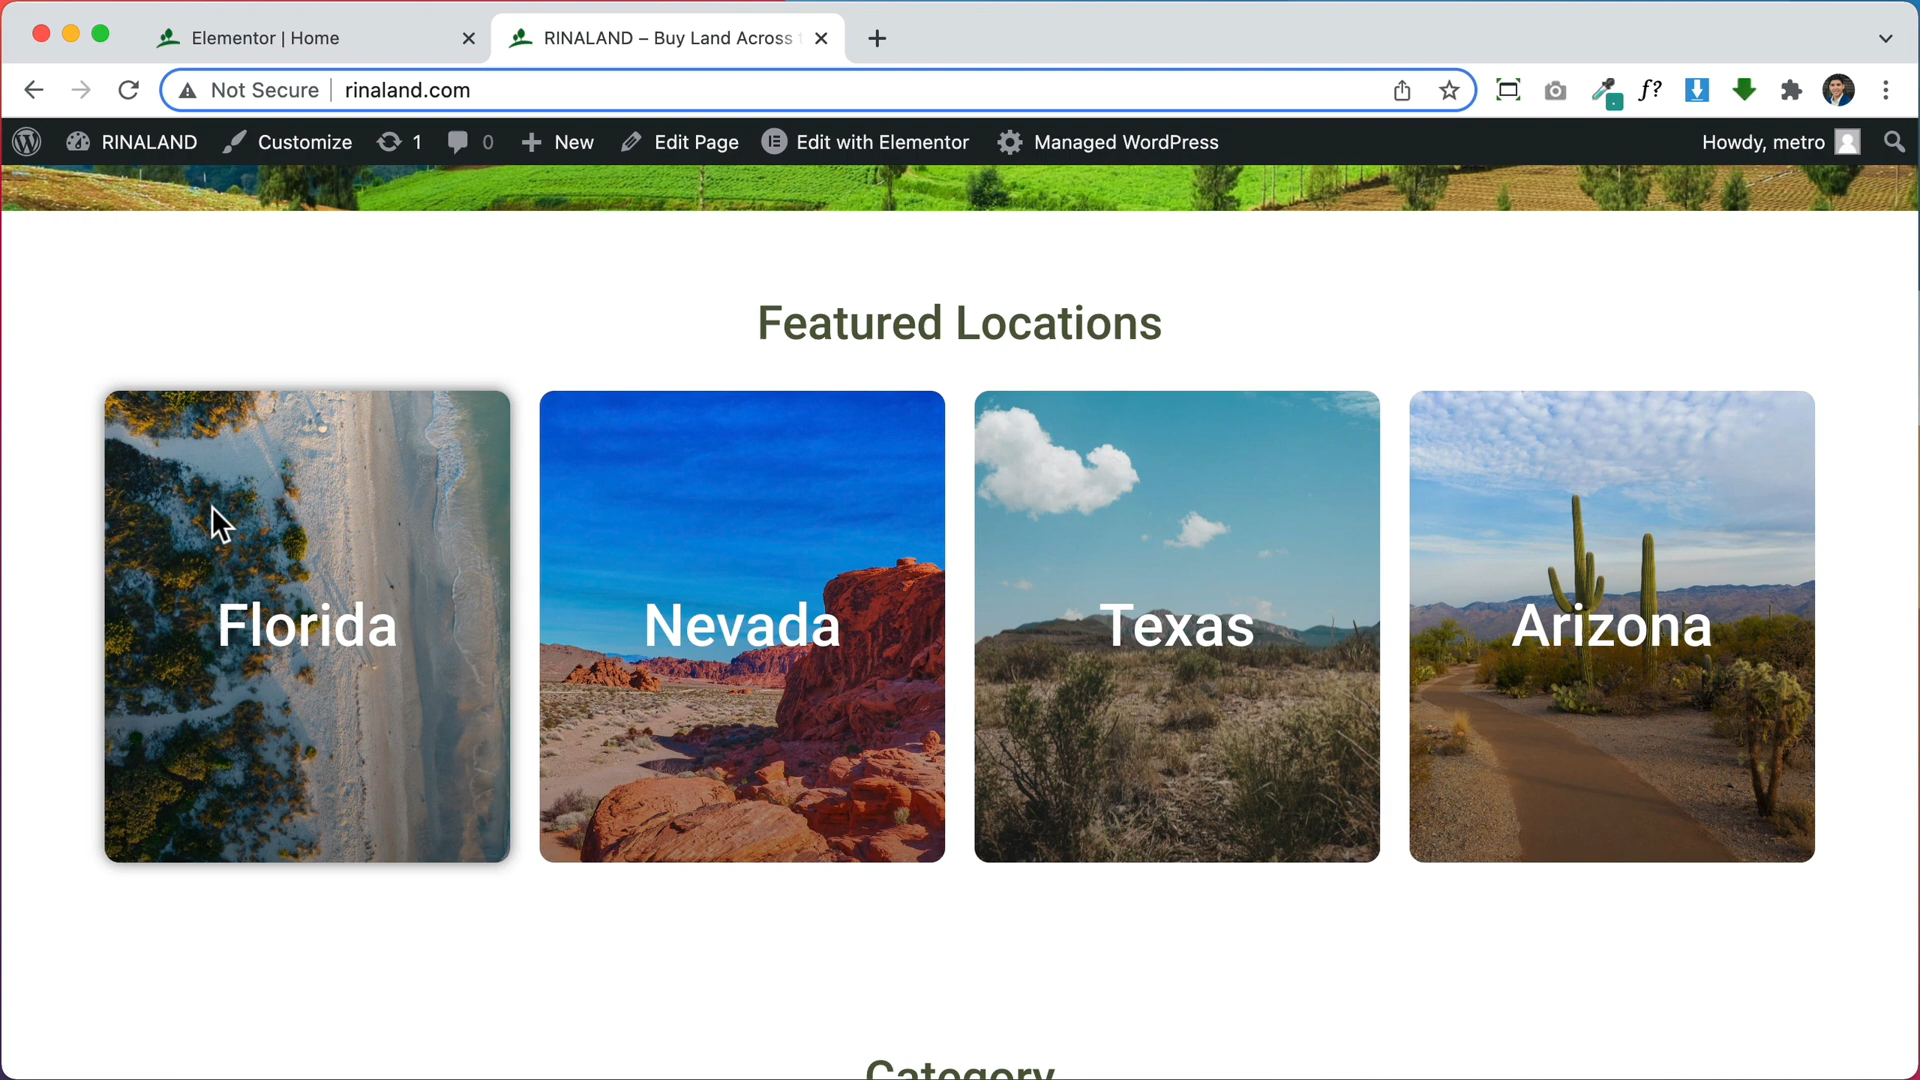 Elementor | Home
RINALAND – Buy Land Across
Not Secure
rinaland.com
f?
RINALAND
Customize
1
0
New
Edit Page
Edit with Elementor
Managed WordPress
Howdy, metro
Featured Locations
Florida
Nevada
Texas
Arizona
Category